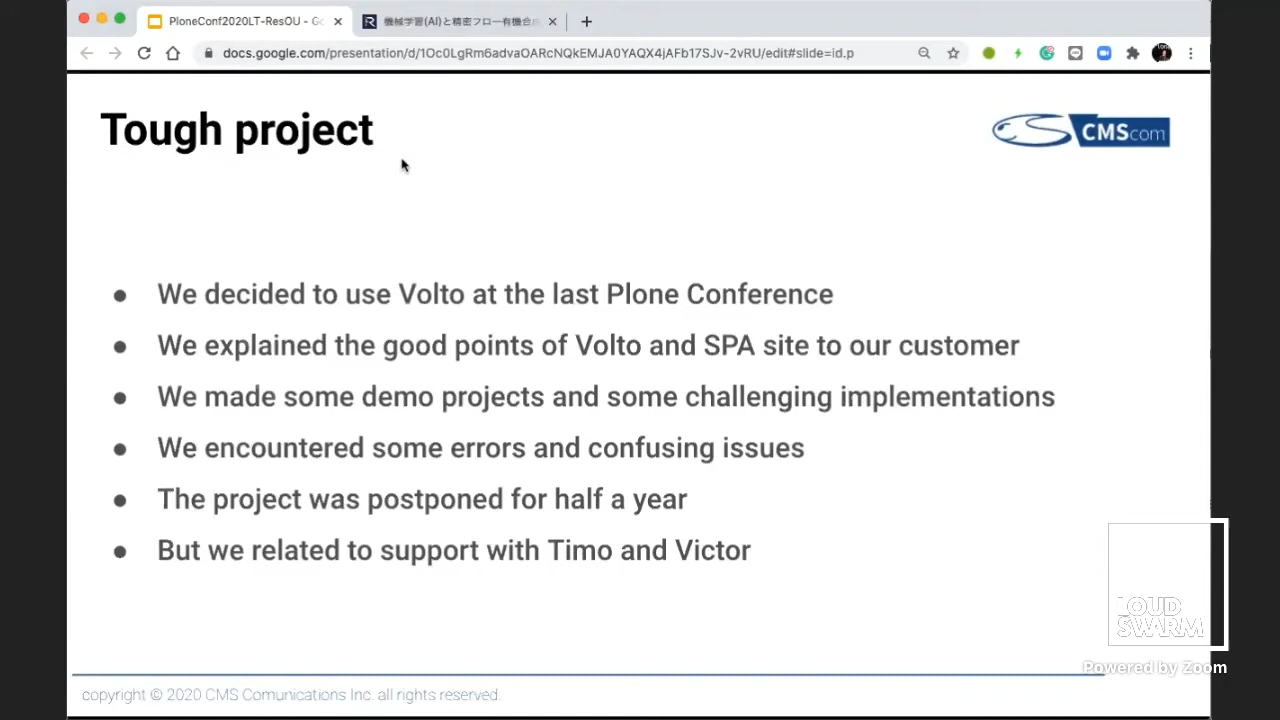 PloneConf2020LT-ResOU - Go
機械学習(AI)と精密フロー有機合成
docs.google.com/presentation/d/1Oc0LgRm6advaOARcNQkEMJA0YAQX4jAFb17SJv-2vRU/edit#slide=id.p
Tough project
CMScom
● We decided to use Volto at the last Plone Conference
● We explained the good points of Volto and SPA site to our customer
● We made some demo projects and some challenging implementations
● We encountered some errors and confusing issues
● The project was postponed for half a year
● But we related to support with Timo and Victor
LOUD
SWARM
Powered by Zoom
copyright © 2020 CMS Comunications Inc. all rights reserved.